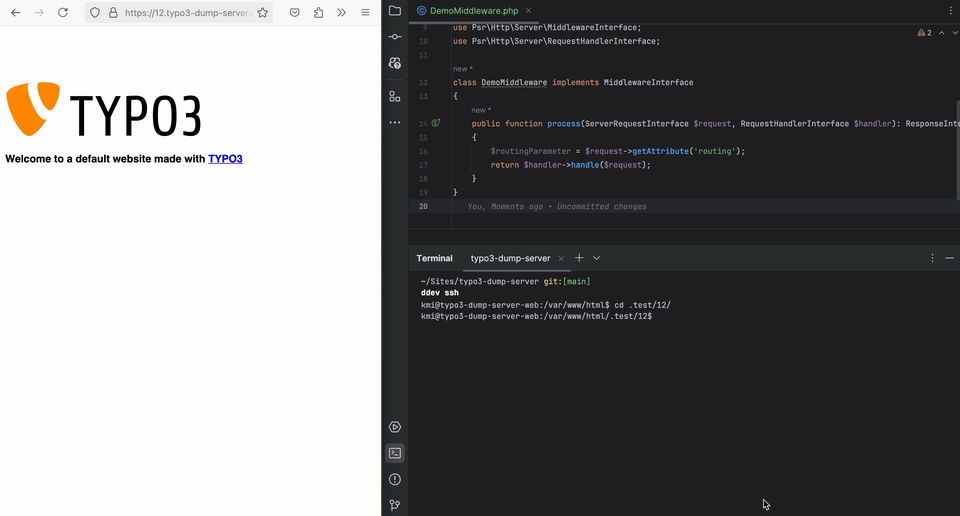 https://12.typo3-dump-server.
TYPO3
Welcome to a default website made with TYPO3
DemoMiddleware.php
2
9 use Psr\Http\Server\MiddlewareInterface;
10 use Psr\Http\Server\RequestHandlerInterface;
11
new *
12 class DemoMiddleware implements MiddlewareInterface
13 {
new *
14 public function process(ServerRequestInterface $request, RequestHandlerInterface $handler): ResponseInte
15 {
16 $routingParameter = $request->getAttribute('routing');
17 return $handler->handle($request);
18 }
19 }
20 You, Moments ago • Uncommitted changes
Terminal typo3-dump-server
~/Sites/typo3-dump-server git:[main]
ddev ssh
kmi@typo3-dump-server-web:/var/www/html$ cd .test/12/
kmi@typo3-dump-server-web:/var/www/html/.test/12$